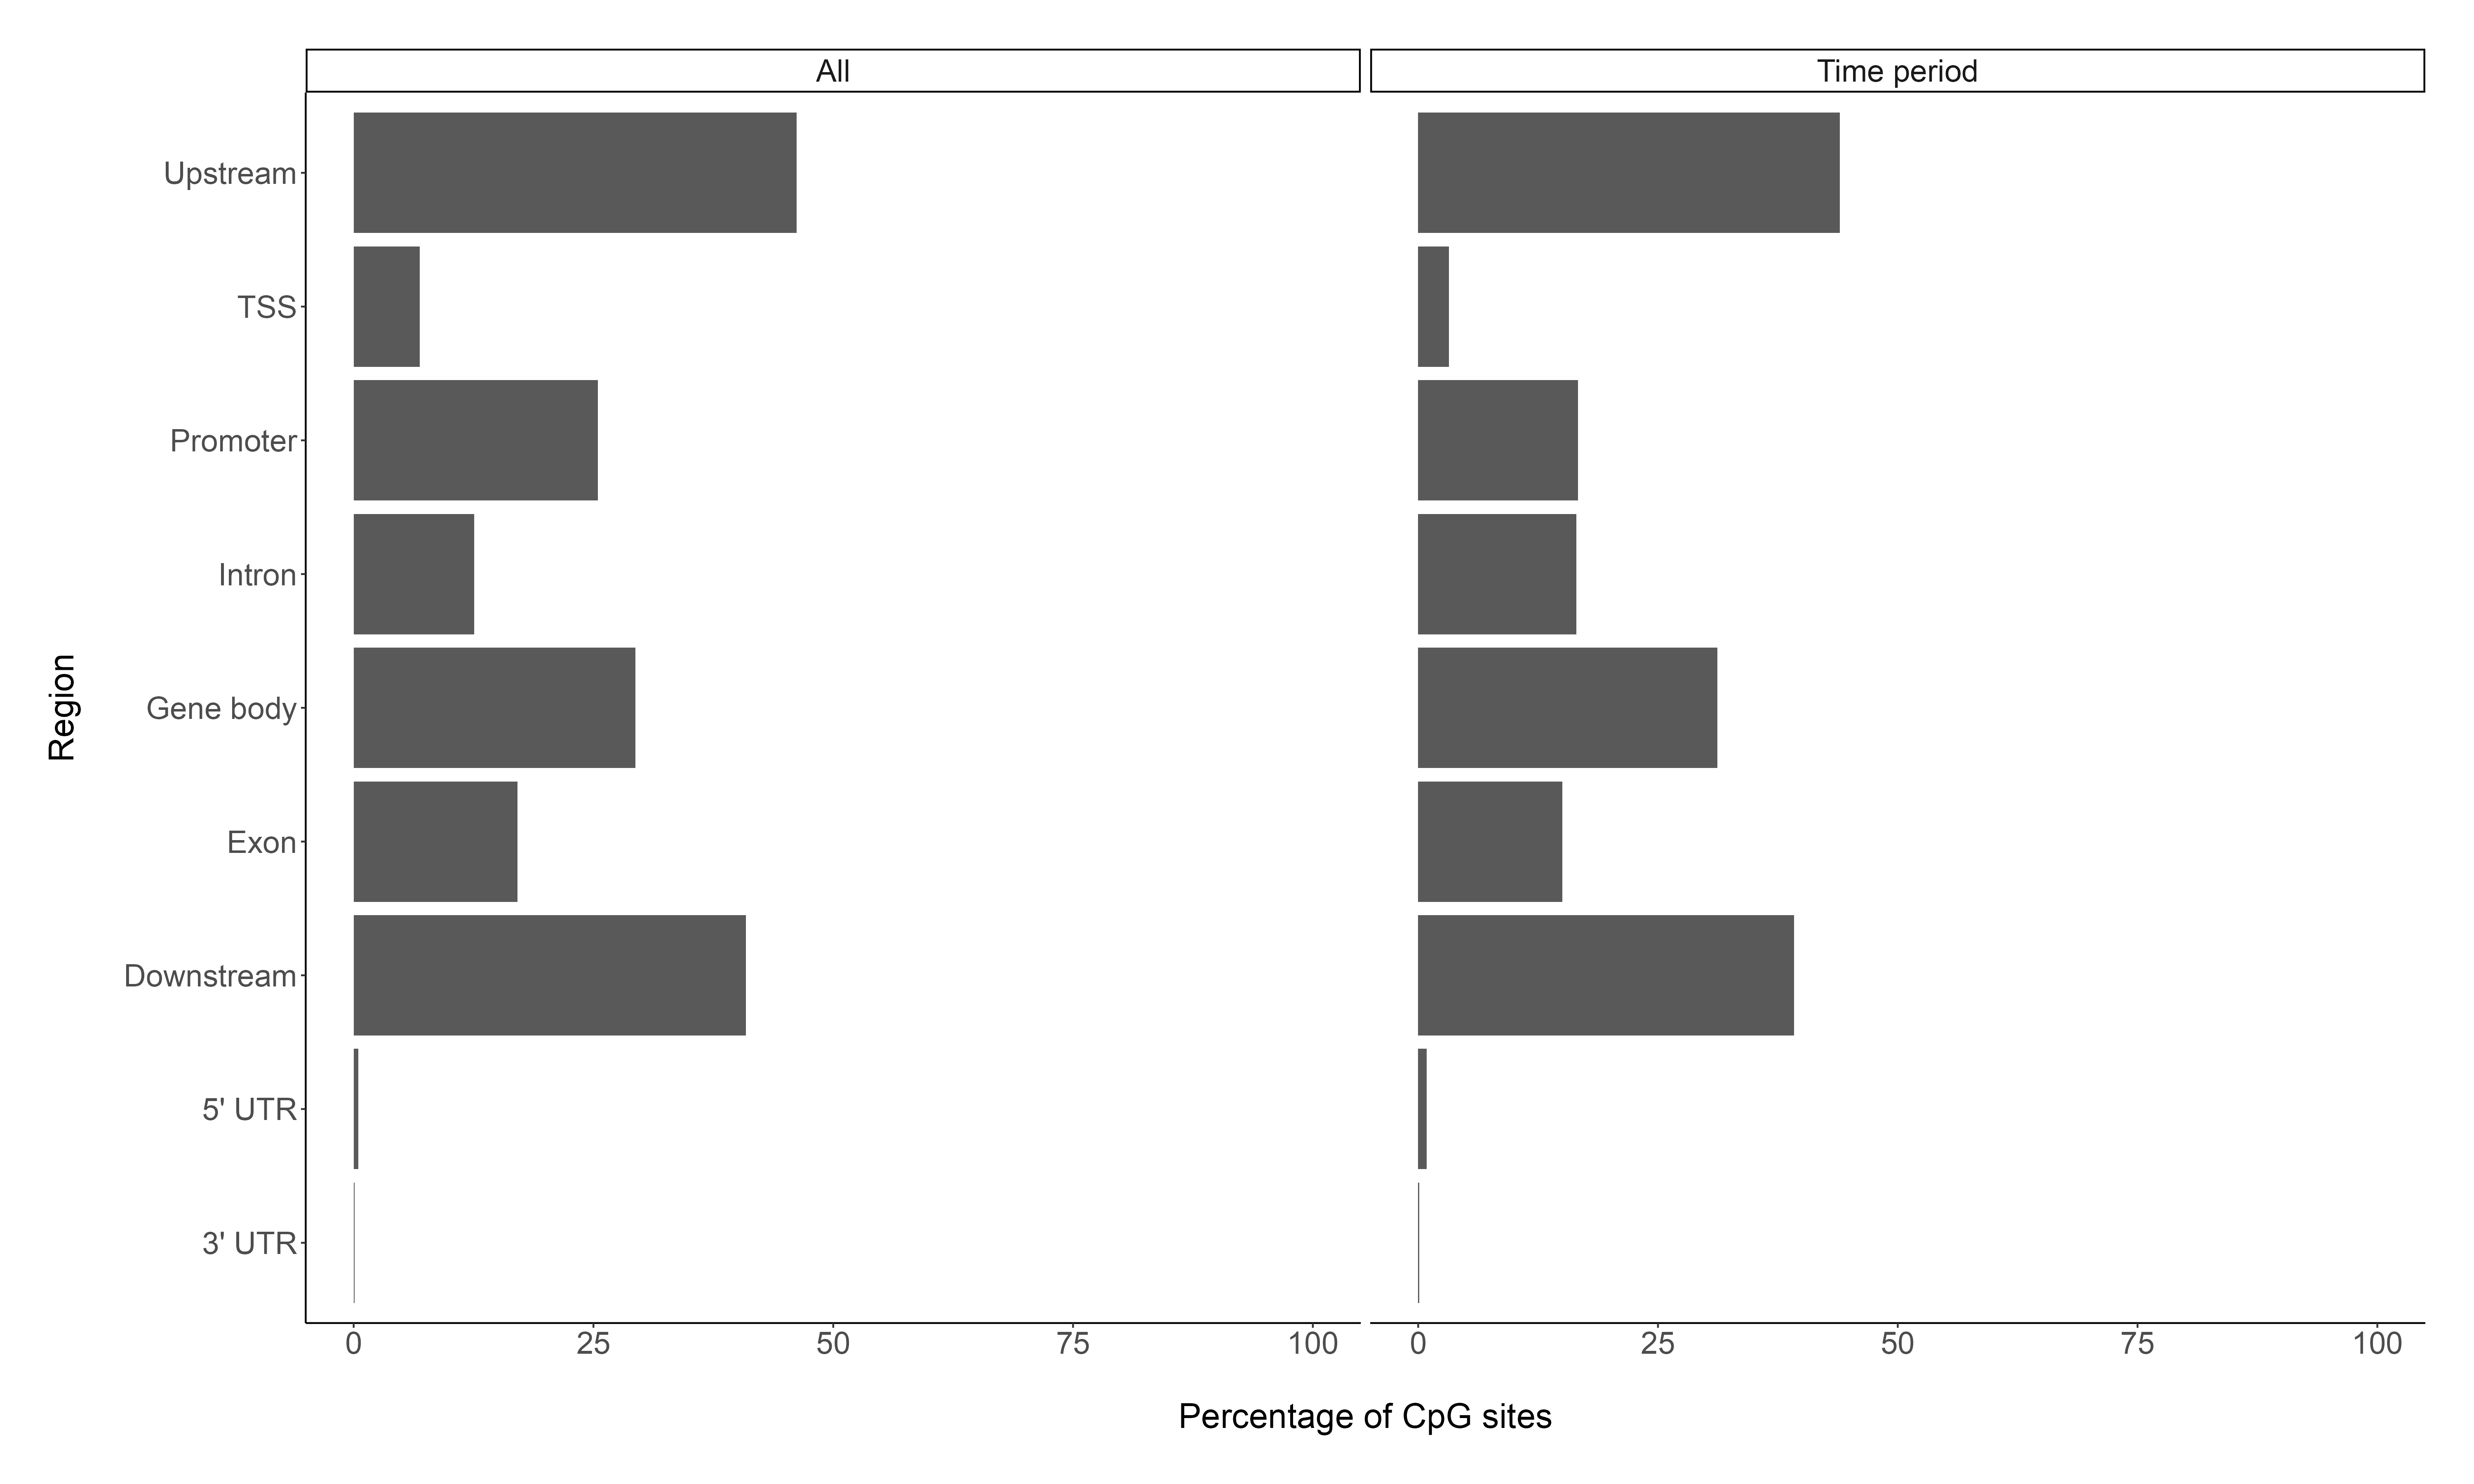 All
Time period
Region
Upstream
TSS
Promoter
Intron
Gene body
Exon
Downstream
5' UTR
3' UTR
0 25 50 75 100
0 25 50 75 100
Percentage of CpG sites